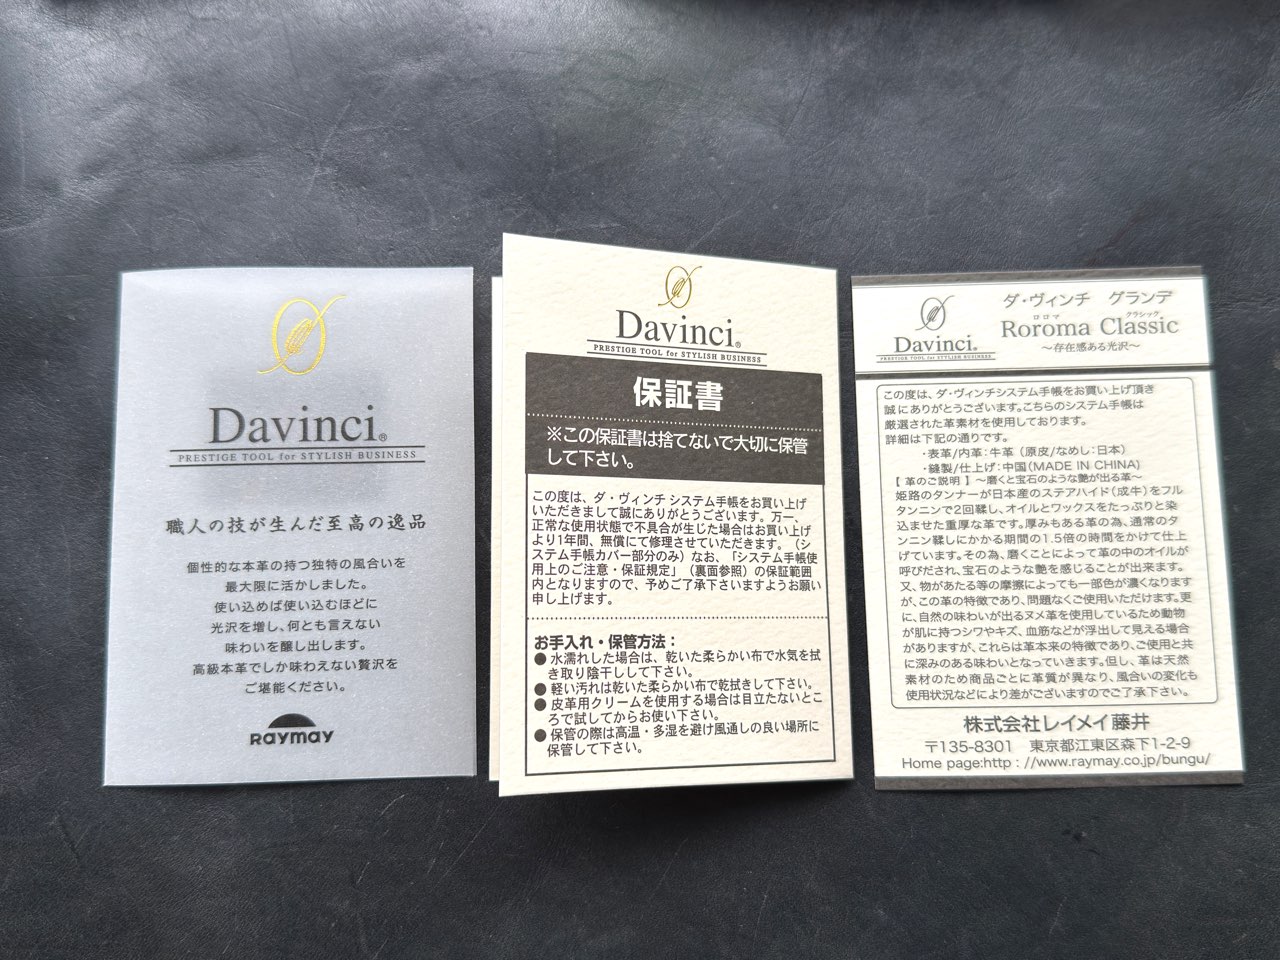 Davinci®
PRESTIGE TOOL for STYLISH BUSINESS
職人の技が生んだ至高の逸品
個性的な本革の持つ独特の風合いを
最大限に活かしました。
使い込めば使い込むほどに
光沢を増し、何とも言えない
味わいを醸し出します。
高級本革でしか味わえない贅沢を
ご堪能ください。
RAYMAY
Davinci®
PRESTIGE TOOL for STYLISH BUSINESS
保証書
※この保証書は捨てないで大切に保管
して下さい。
この度は、ダ・ヴィンチ システム手帳をお買い上げ
いただきまして誠にありがとうございます。万一、
正常な使用状態で不具合が生じた場合はお買い上げ
より1年間、無償にて修理させていただきます。（シ
ステム手帳カバー部分のみ）なお、「システム手帳使
用上のご注意・保証規定」（裏面参照）の保証範囲
内となりますので、予めご了承下さいますようお願い
申し上げます。
お手入れ・保管方法：
● 水濡れした場合は、乾いた柔らかい布で水気を拭
き取り陰干しして下さい。
● 軽い汚れは乾いた柔らかい布で乾拭きして下さい。
● 皮革用クリームを使用する場合は目立たないとこ
ろで試してからお使い下さい。
● 保管の際は高温・多湿を避け風通しの良い場所に
保管して下さい。
Davinci®
PRESTIGE TOOL for STYLISH BUSINESS
ダ・ヴィンチ グランデ
ロロマ クラシック
Roroma Classic
〜存在感ある光沢〜
この度は、ダ・ヴィンチシステム手帳をお買い上げ頂き
誠にありがとうございます。こちらのシステム手帳は
厳選された革素材を使用しております。
詳細は下記の通りです。
・表革/内革：牛革（原皮/なめし：日本）
・縫製/仕上げ：中国（MADE IN CHINA）
【 革のご説明 】〜磨くと宝石のような艶が出る革〜
姫路のタンナーが日本産のステアハイド（成牛）をフル
タンニンで2回鞣し、オイルとワックスをたっぷりと染
込ませた重厚な革です。厚みもある革の為、通常のタ
ンニン鞣しにかかる期間の1.5倍の時間をかけて仕上
げています。その為、磨くことによって革の中のオイルが
呼びだされ、宝石のような艶を感じることが出来ます。
又、物があたる等の摩擦によっても一部色が濃くなります
が、この革の特徴であり、問題なくご使用いただけます。更
に、自然の味わいが出るヌメ革を使用しているため動物
が肌に持つシワやキズ、血筋などが浮出して見える場合
がありますが、これらは革本来の特徴であり、ご使用と共
に深みのある味わいとなっていきます。但し、革は天然
素材のため商品ごとに革質が異なり、風合いの変化も
使用状況などにより差がございますのでご了承下さい。
株式会社レイメイ藤井
〒135-8301 東京都江東区森下1-2-9
Home page:http : //www.raymay.co.jp/bungu/